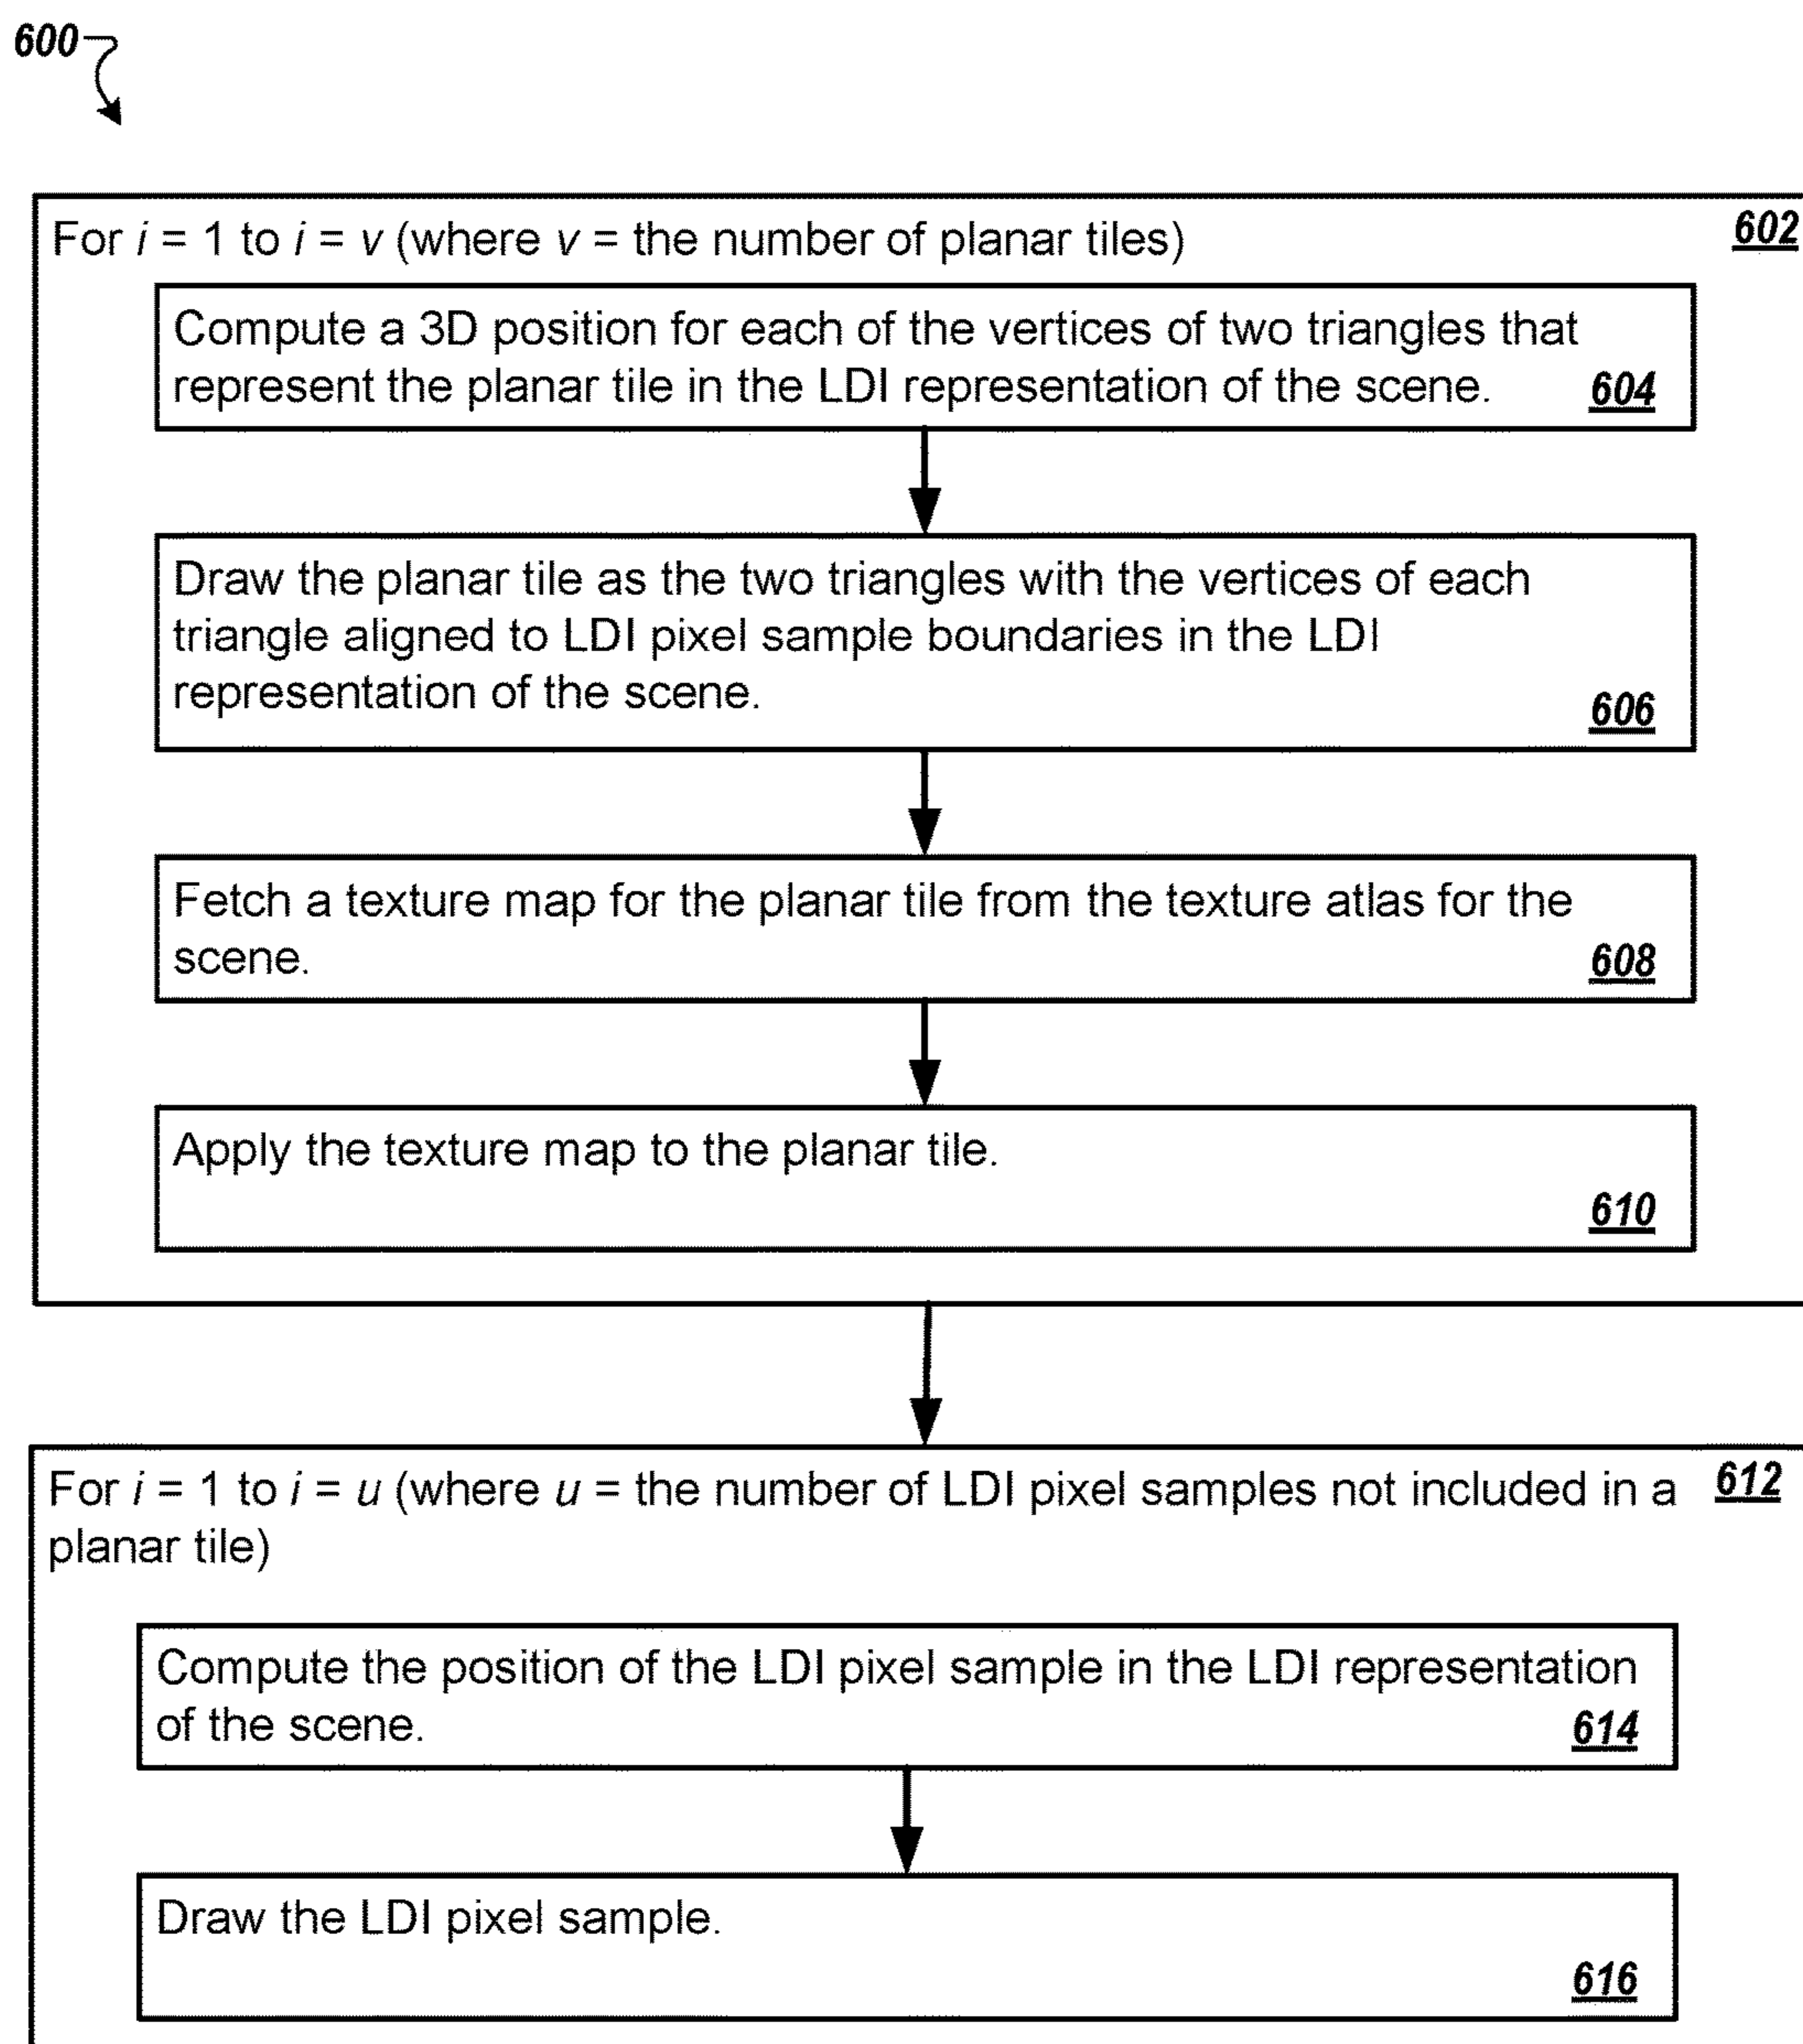 600
For i = 1 to i = v (where v = the number of planar tiles) 602
Compute a 3D position for each of the vertices of two triangles that
represent the planar tile in the LDI representation of the scene. 604
Draw the planar tile as the two triangles with the vertices of each
triangle aligned to LDI pixel sample boundaries in the LDI
representation of the scene.
606
Fetch a texture map for the planar tile from the texture atlas for the
scene. 608
Apply the texture map to the planar tile.
610
For i = 1 to i = u (where u = the number of LDI pixel samples not included in a 612
planar tile)
Compute the position of the LDI pixel sample in the LDI representation
of the scene. 614
Draw the LDI pixel sample.
616